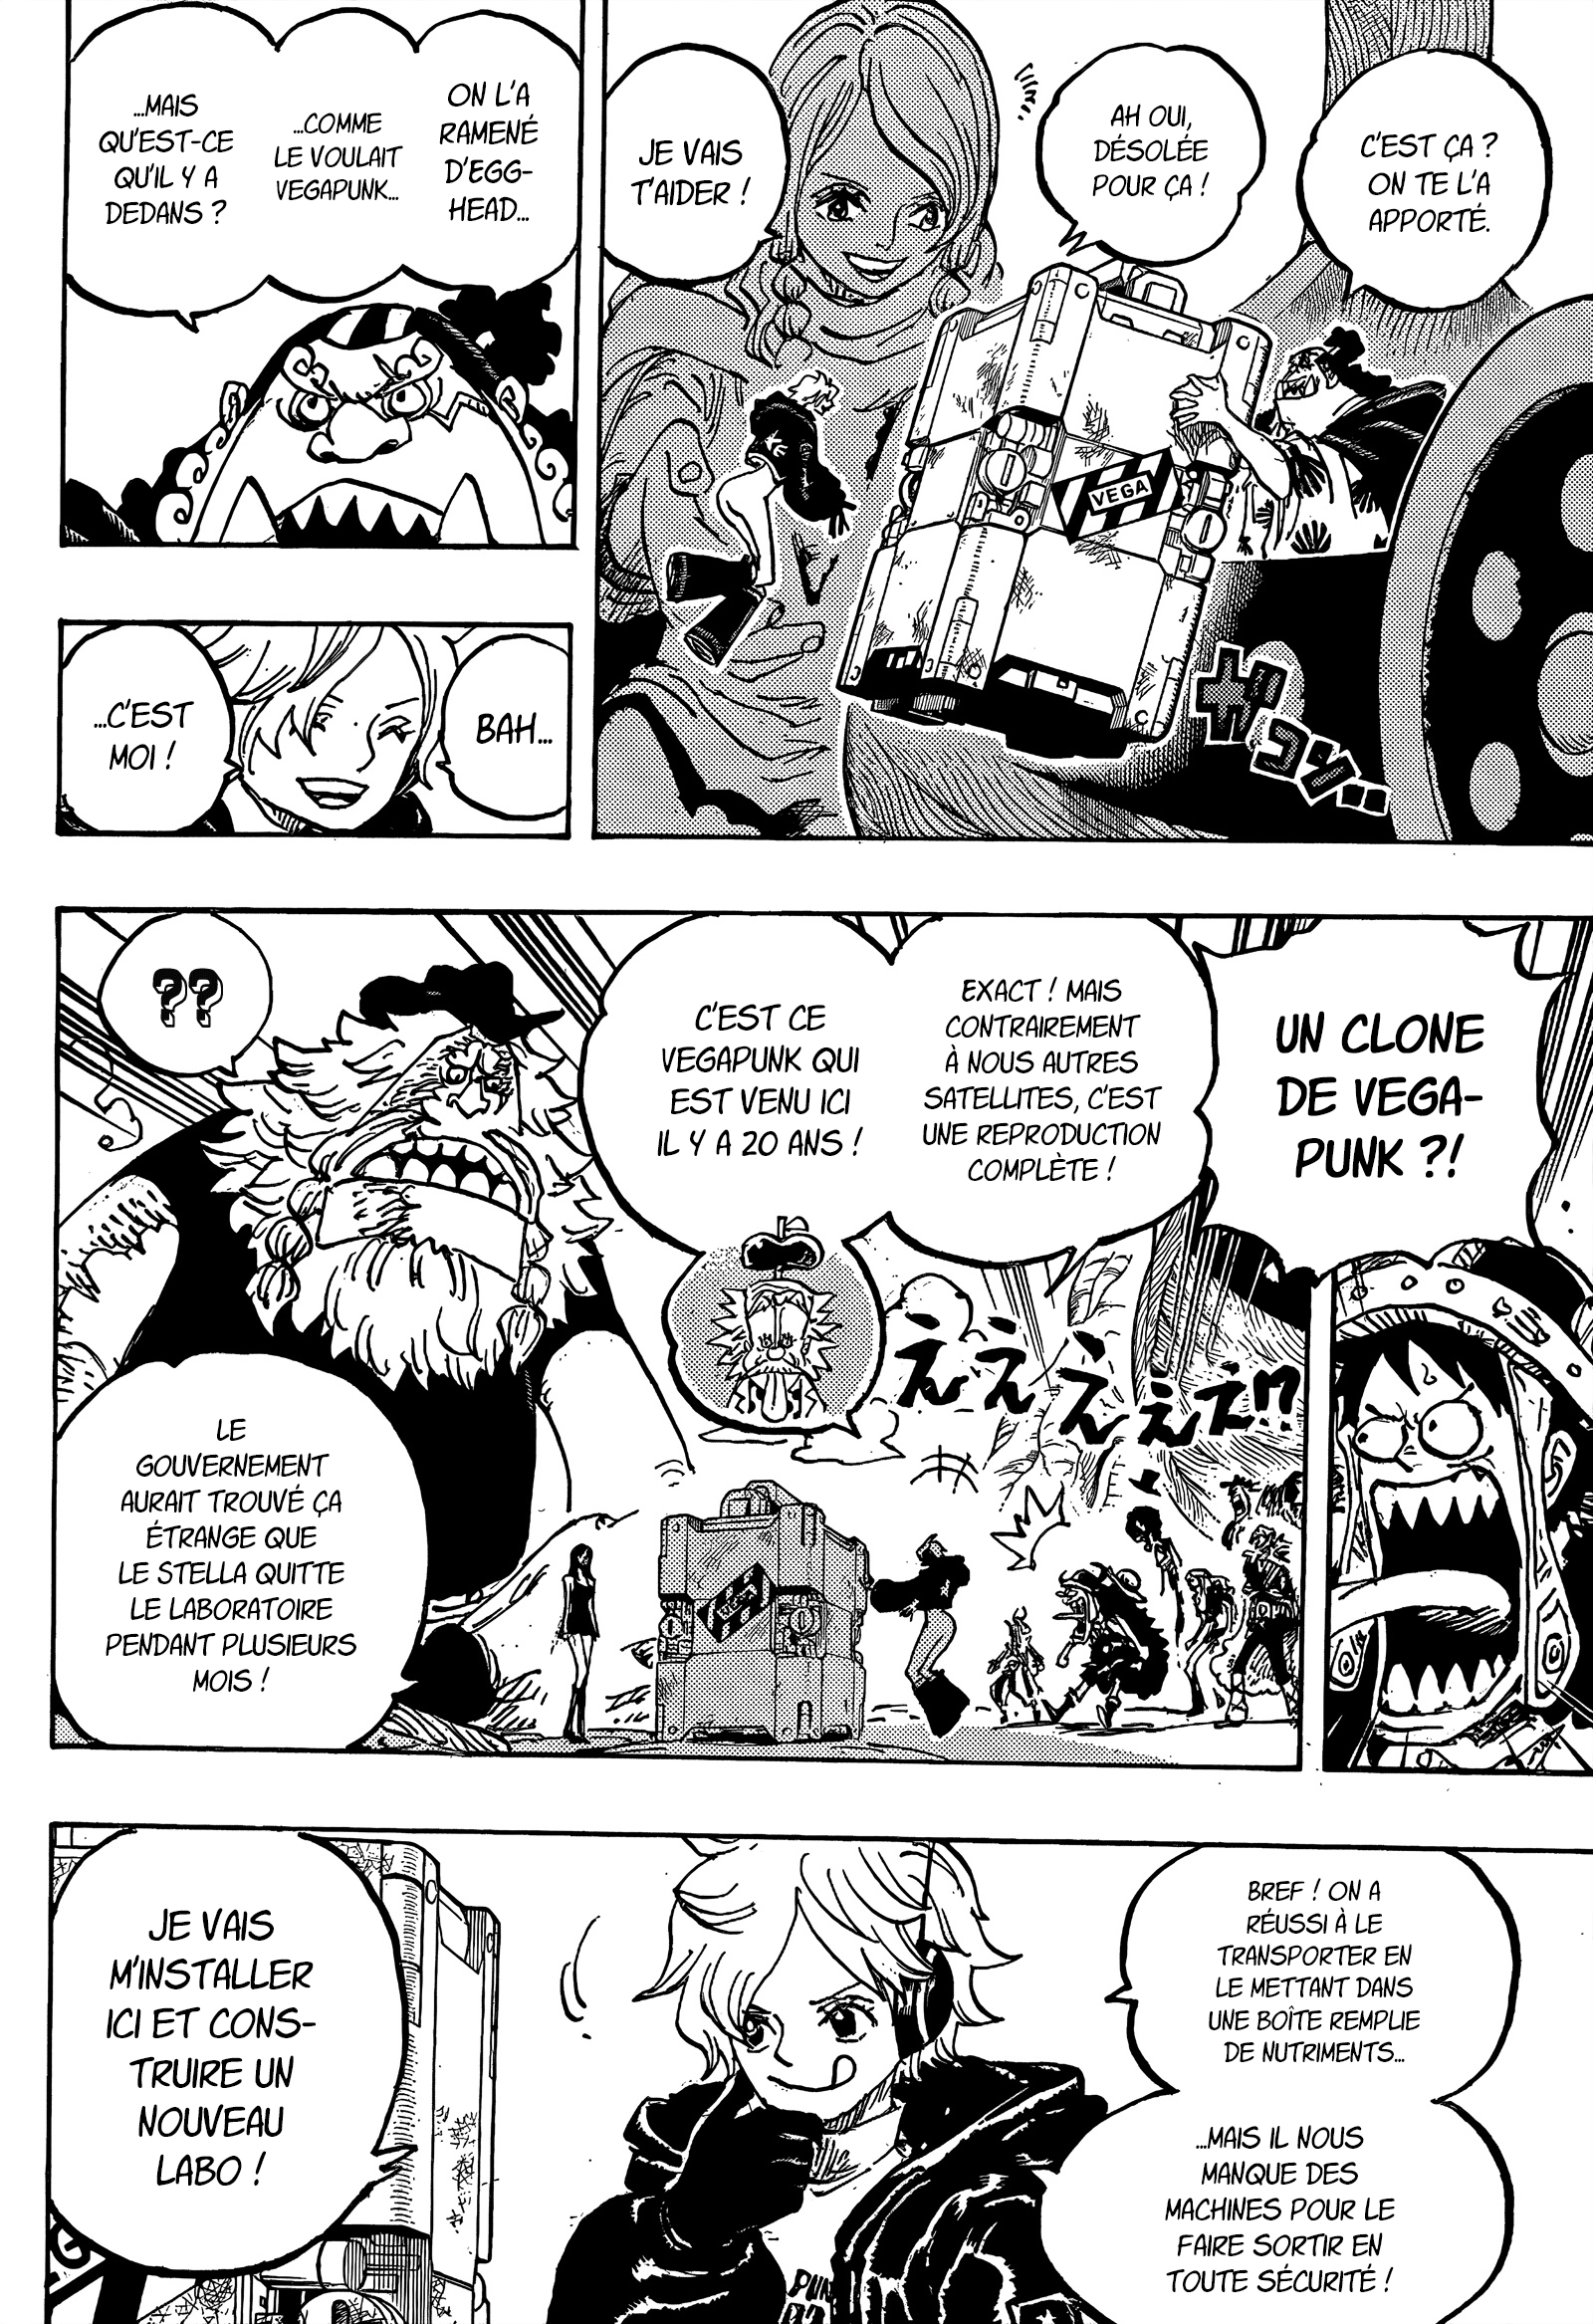 C'EST ÇA ?
ON TE L'A
APPORTÉ.
AH OUI,
DÉSOLÉE
POUR ÇA !
JE VAIS
T'AIDER !
VEGA
ガコン…
ON L'A
RAMENÉ
D'EGG-
HEAD...
...COMME
LE VOULAIT
VEGAPUNK...
...MAIS
QU'EST-CE
QU'IL Y A
DEDANS ?
BAH...
...C'EST
MOI !
UN CLONE
DE VEGA-
PUNK ?!
EXACT ! MAIS
CONTRAIREMENT
À NOUS AUTRES
SATELLITES, C'EST
UNE REPRODUCTION
COMPLÈTE !
C'EST CE
VEGAPUNK QUI
EST VENU ICI
IL Y A 20 ANS !
??
えええええ!?
LE
GOUVERNEMENT
AURAIT TROUVÉ ÇA
ÉTRANGE QUE
LE STELLA QUITTE
LE LABORATOIRE
PENDANT PLUSIEURS
MOIS !
BREF ! ON A
RÉUSSI À LE
TRANSPORTER EN
LE METTANT DANS
UNE BOÎTE REMPLIE
DE NUTRIMENTS...
...MAIS IL NOUS
MANQUE DES
MACHINES POUR LE
FAIRE SORTIR EN
TOUTE SÉCURITÉ !
JE VAIS
M'INSTALLER
ICI ET CONS-
TRUIRE UN
NOUVEAU
LABO !